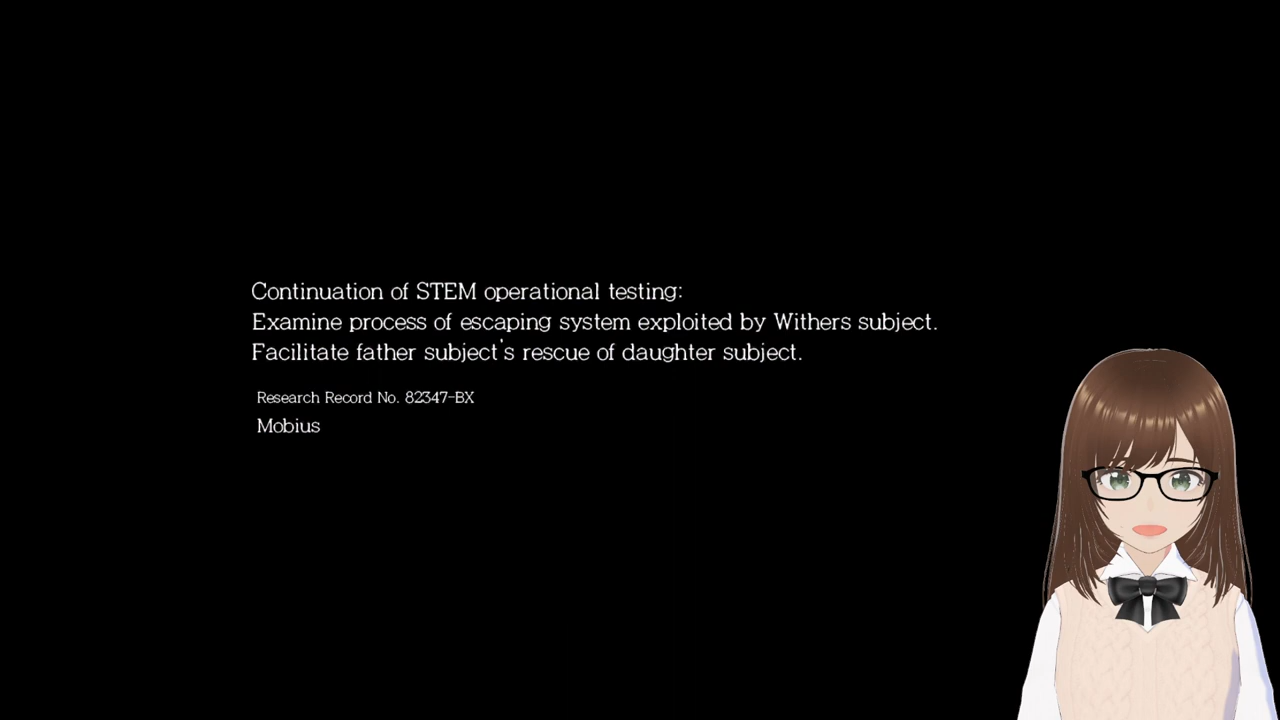 Continuation of STEM operational testing:
Examine process of escaping system exploited by Withers subject.
Facilitate father subject's rescue of daughter subject.
Research Record No. 82347-BX
Mobius